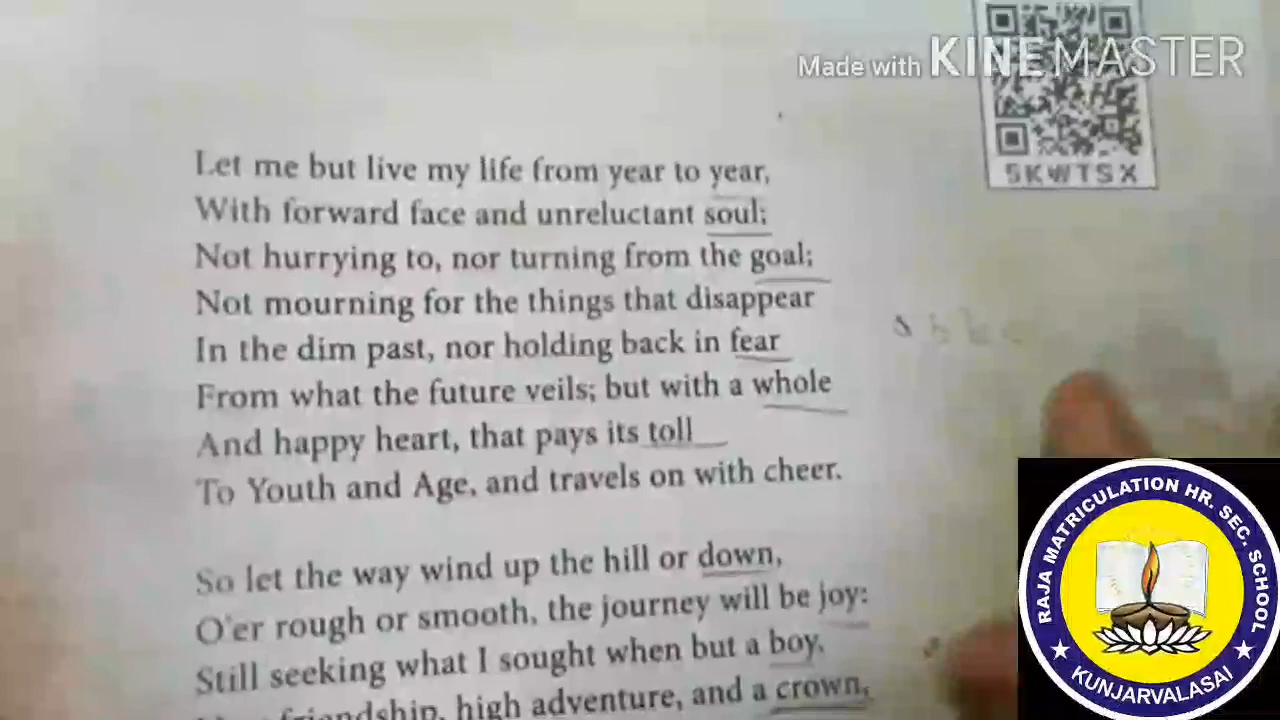 Made with KINEMASTER
5KWTSX
Let me but live my life from year to year,
With forward face and unreluctant soul;
Not hurrying to, nor turning from the goal;
Not mourning for the things that disappear
In the dim past, nor holding back in fear
From what the future veils; but with a whole
And happy heart, that pays its toll
To Youth and Age, and travels on with cheer.
So let the way wind up the hill or down,
O'er rough or smooth, the journey will be joy:
Still seeking what I sought when but a boy,
friendship, high adventure, and a crown,
RAJA MATRICULATION HR. SEC. SCHOOL
KUNJARVALASAI